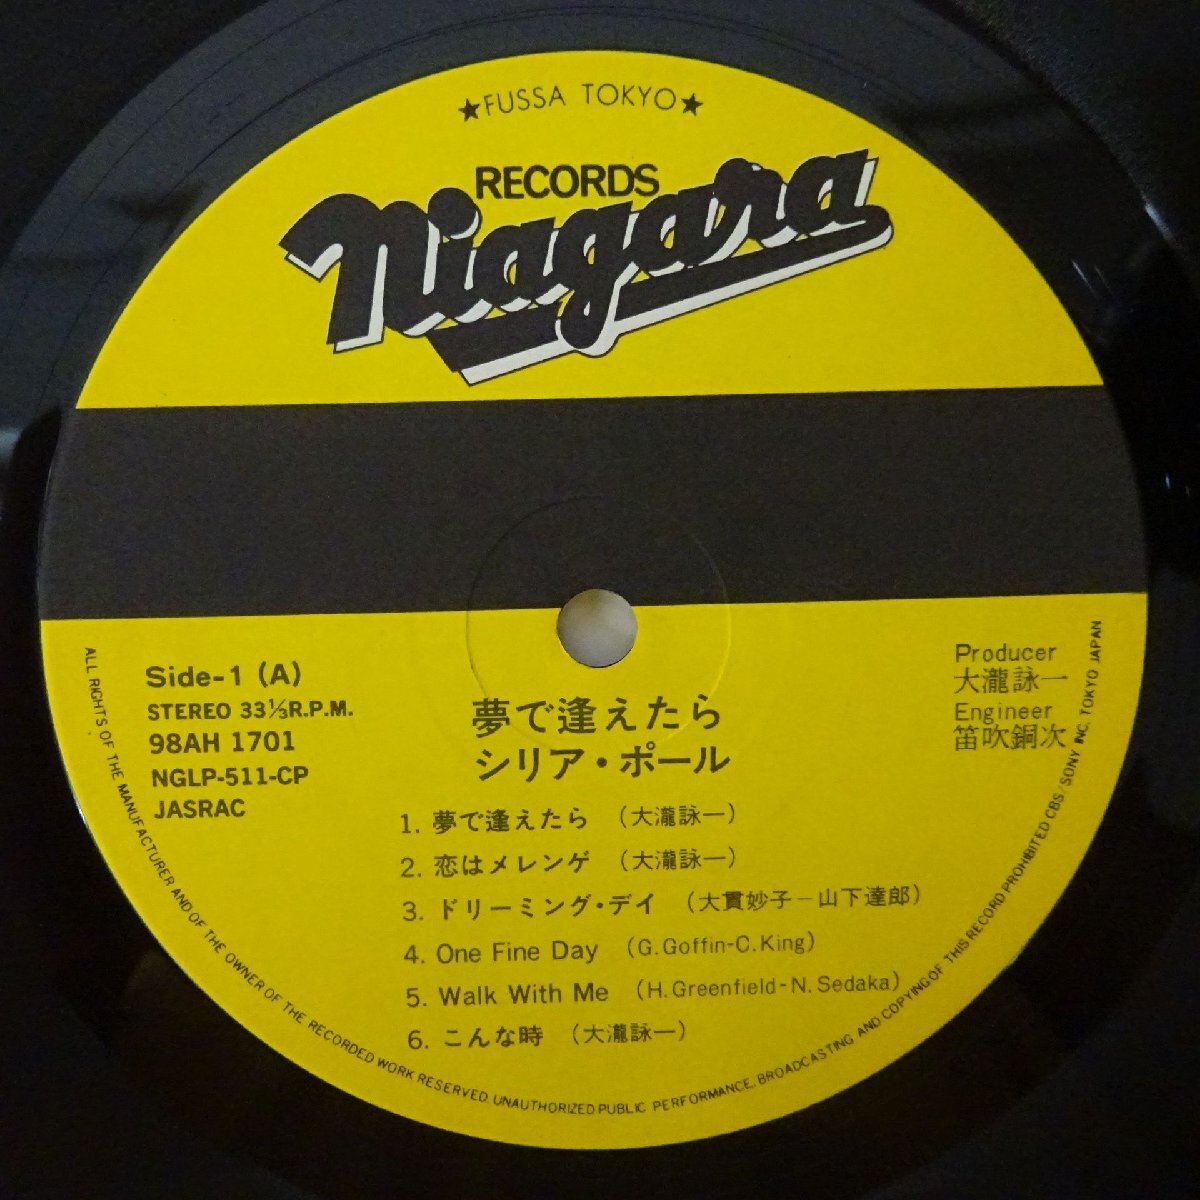 ★FUSSA TOKYO★
RECORDS
Niagara
Side-1 (A)
STEREO 33⅓R.P.M.
98AH 1701
NGLP-511-CP
JASRAC
Producer
大瀧詠一
Engineer
笛吹銅次
夢で逢えたら
シリア・ポール
1. 夢で逢えたら (大瀧詠一)
2. 恋はメレンゲ (大瀧詠一)
3. ドリーミング・デイ (大貫妙子－山下達郎)
4. One Fine Day (G.Goffin-C.King)
5. Walk With Me (H.Greenfield-N.Sedaka)
6. こんな時 (大瀧詠一)
ALL RIGHTS OF THE MANUFACTURER AND OF THE OWNER OF THE RECORDED WORK RESERVED. UNAUTHORIZED PUBLIC PERFORMANCE, BROADCASTING AND COPYING OF THIS RECORD PROHIBITED CBS/SONY INC. TOKYO JAPAN